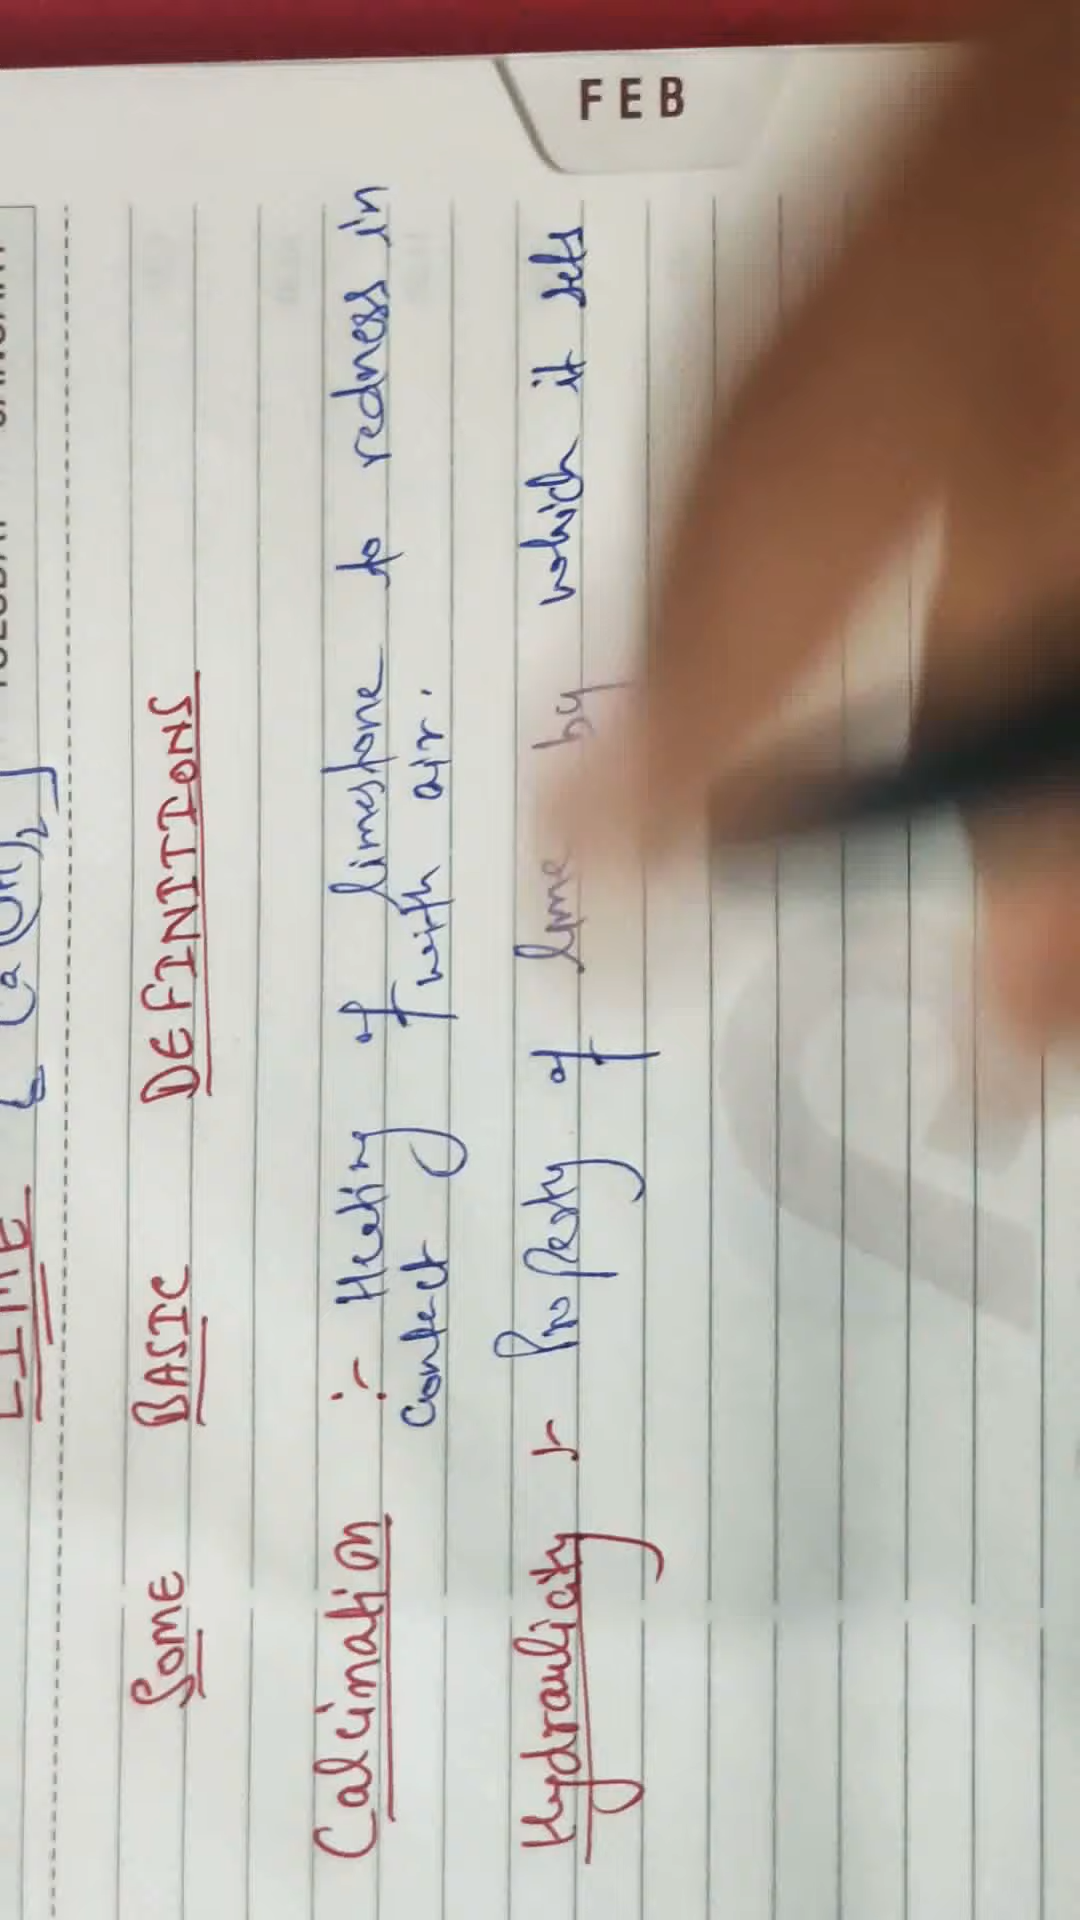 FEB
LIME [Ca(OH)2]
SOME BASIC DEFINITIONS
Calcination :- Heating of limestone to redness in
contact with air.
Hydraulicity :- Property of lime by which it sets